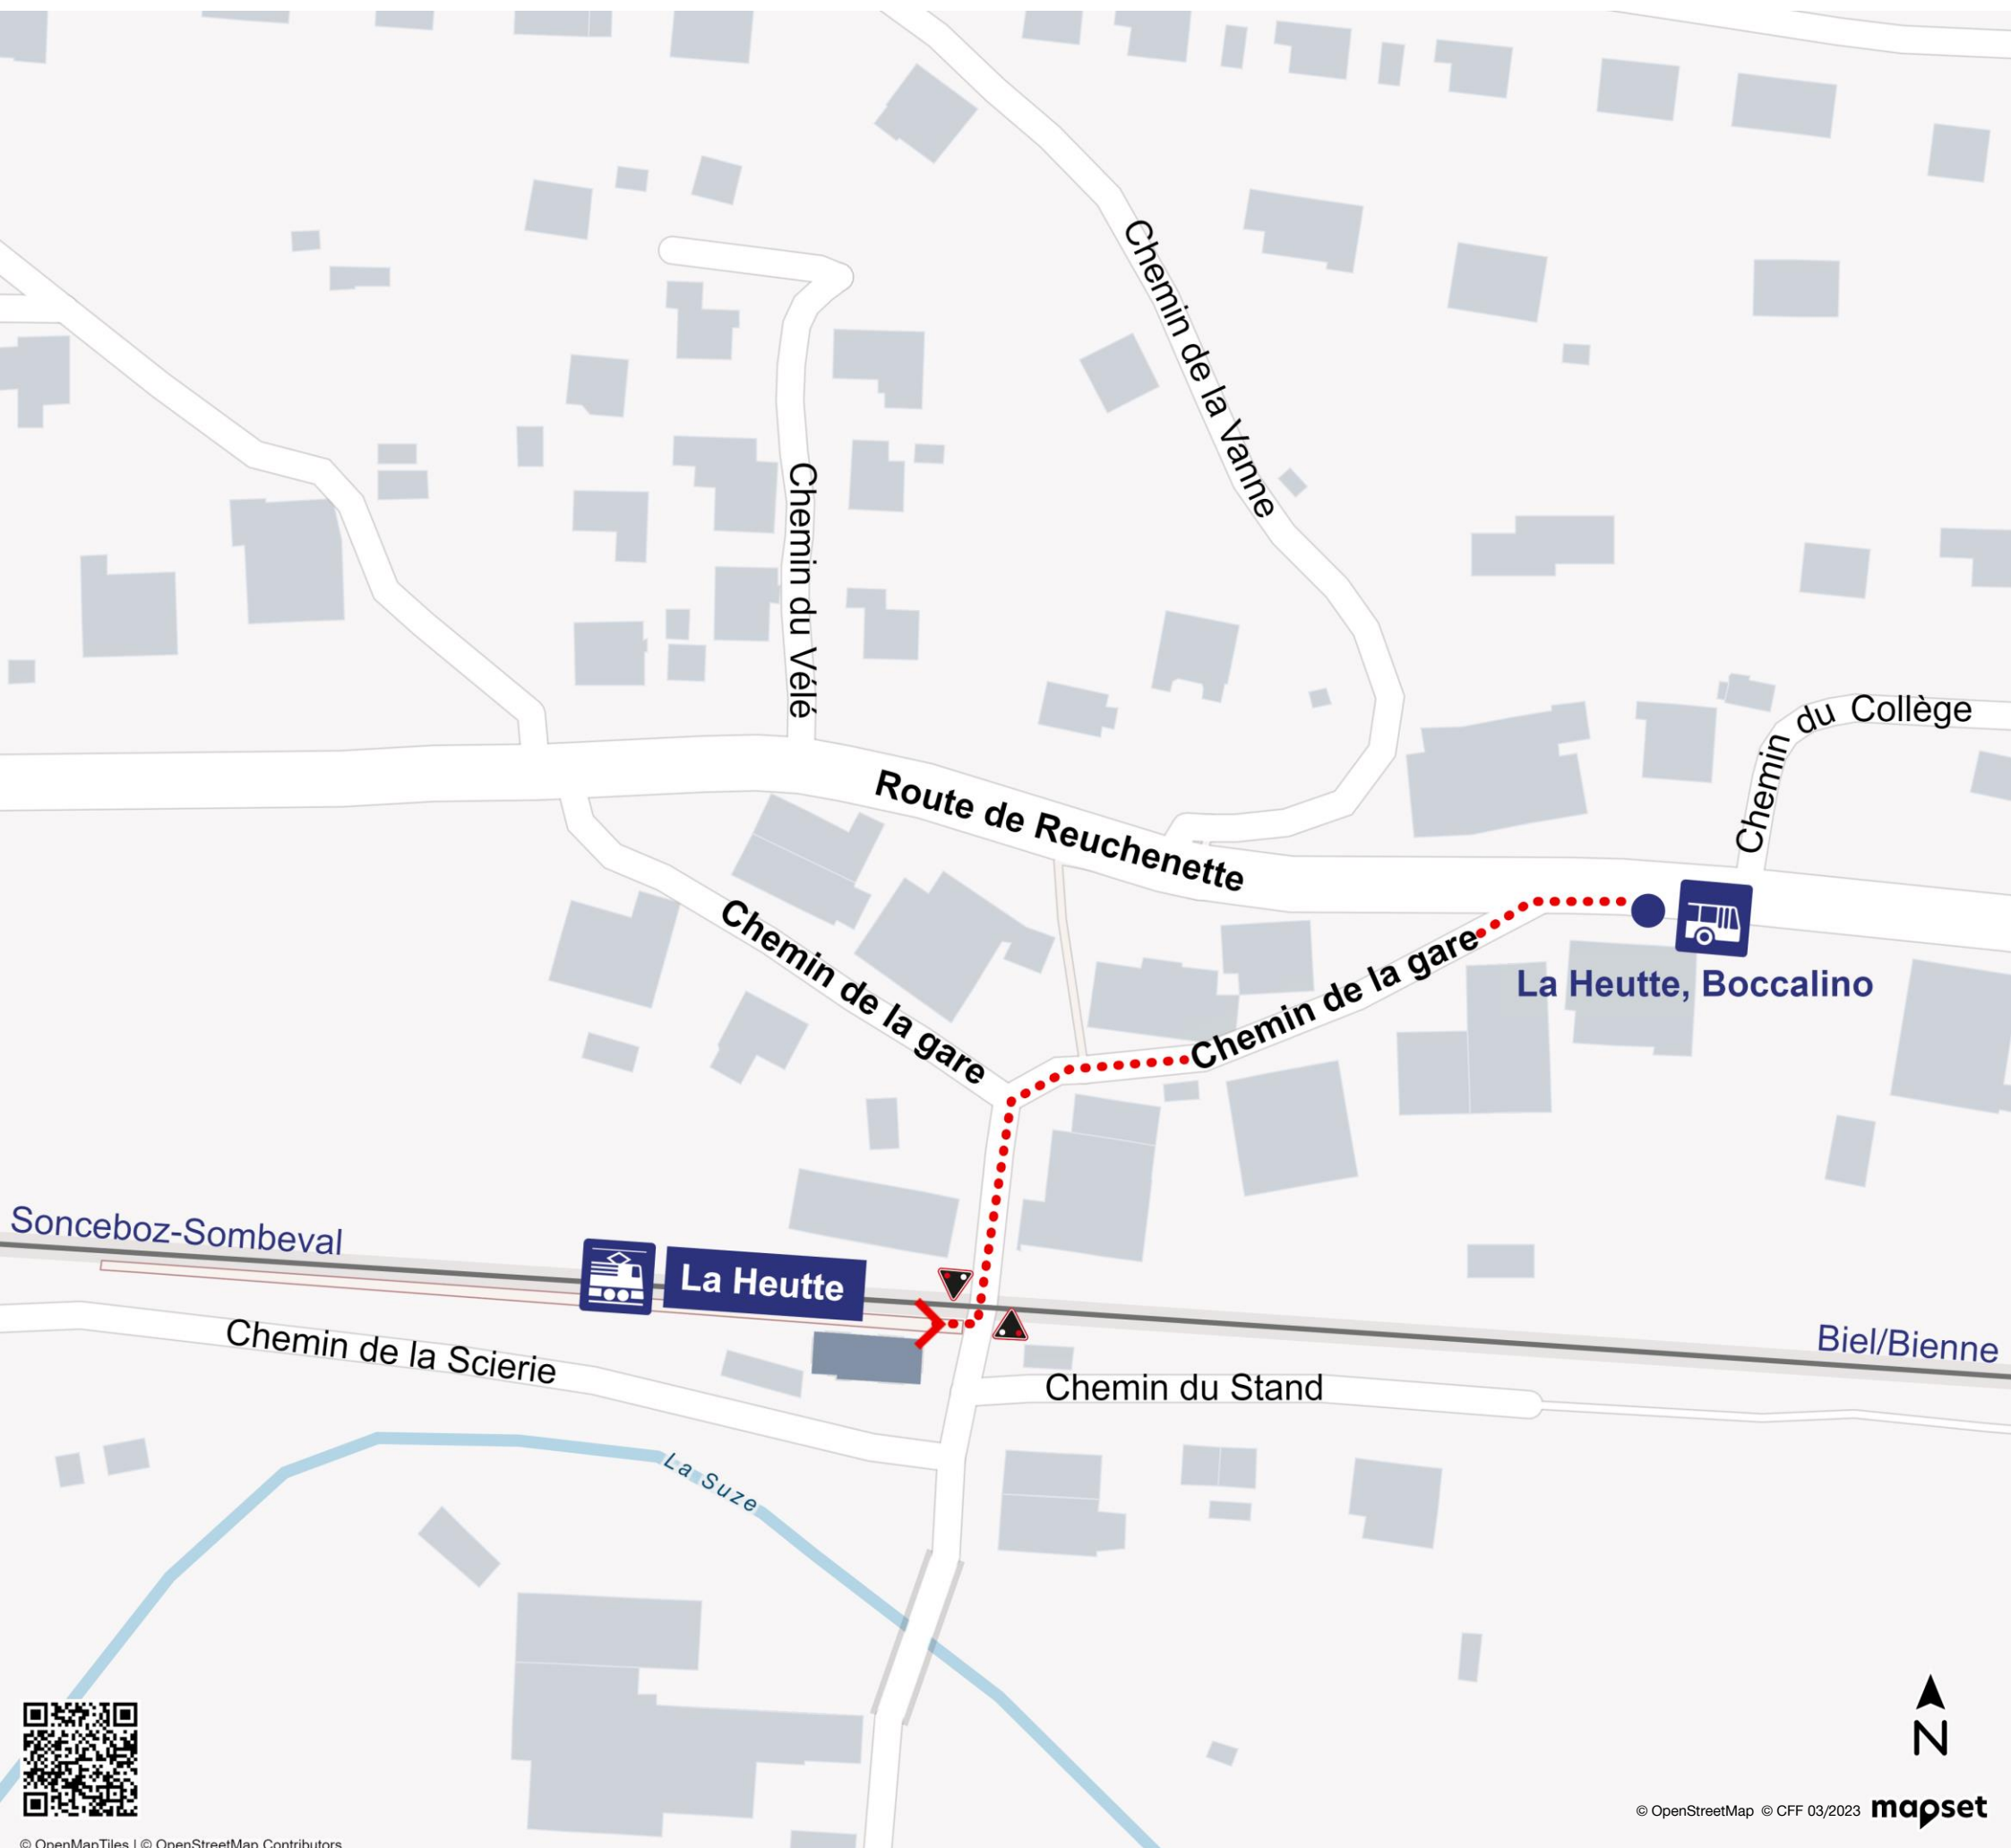 Chemin de la Vanne
Chemin du Vélé
Chemin du Collège
Route de Reuchenette
Chemin de la gare
Chemin de la gare
La Heutte, Boccalino
Sonceboz-Sombeval
La Heutte
Biel/Bienne
Chemin de la Scierie
Chemin du Stand
La Suze
N
© OpenStreetMap © CFF 03/2023 mapset
© OpenMapTiles | © OpenStreetMap Contributors